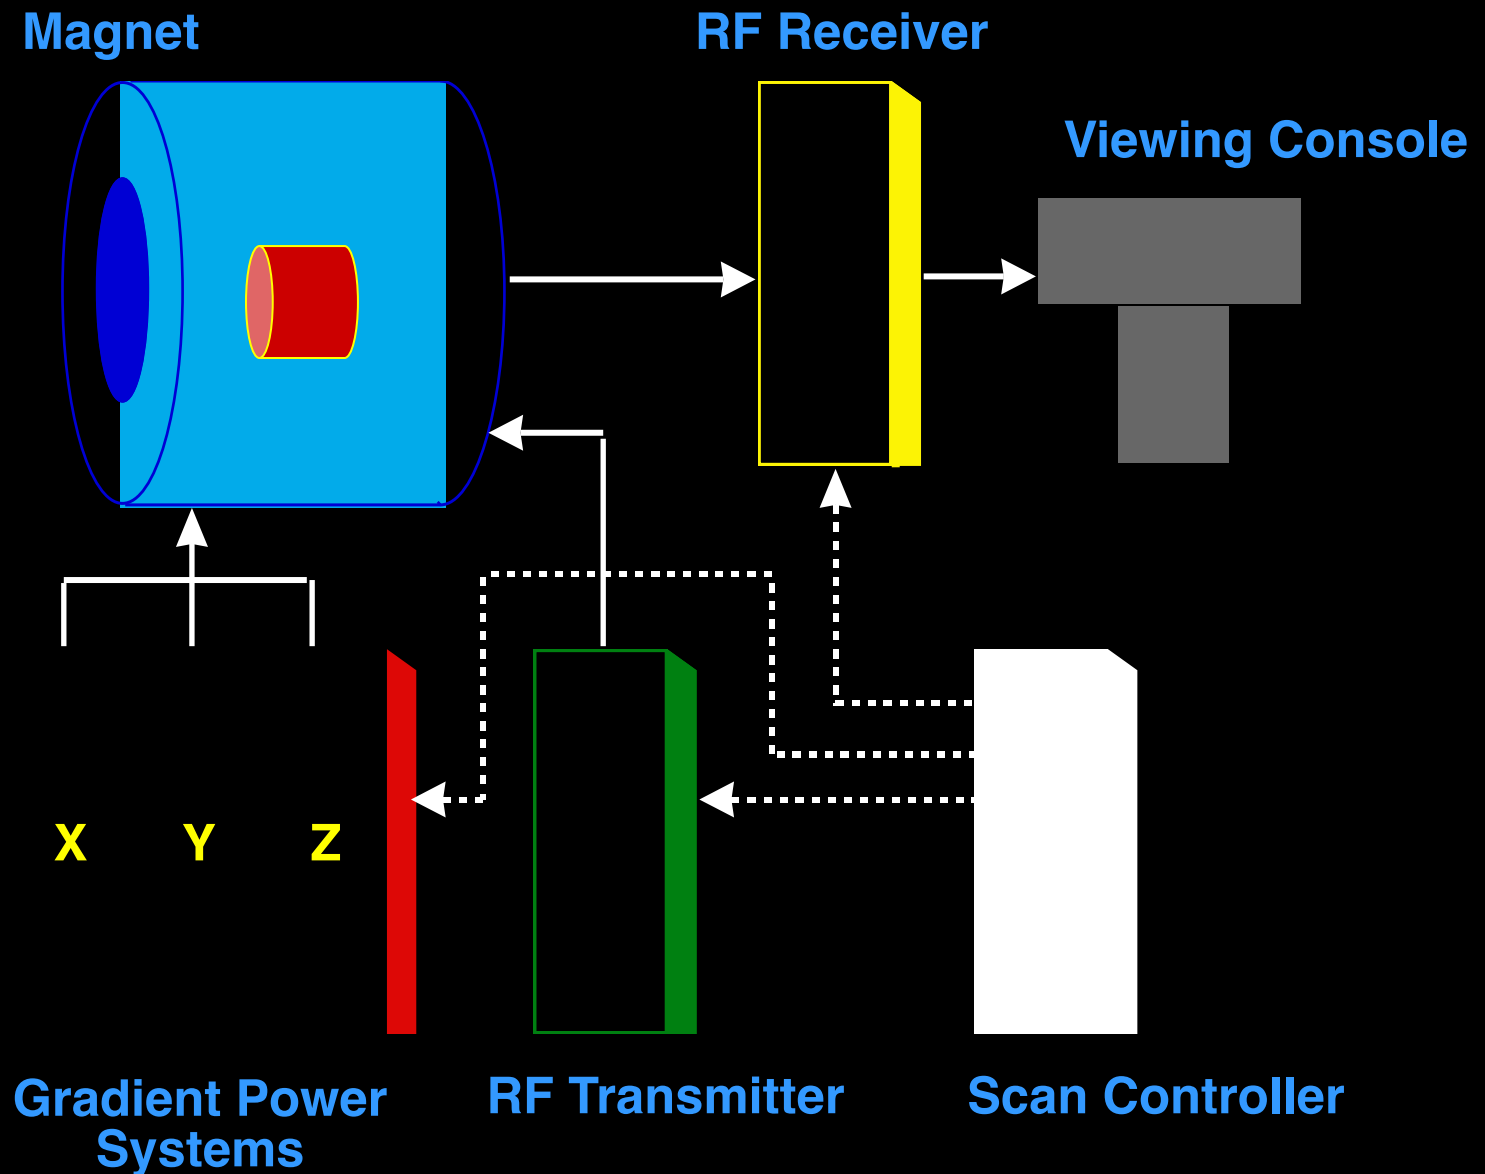 Magnet
RF Receiver
Viewing Console
X Y Z
Gradient Power
Systems
RF Transmitter
Scan Controller